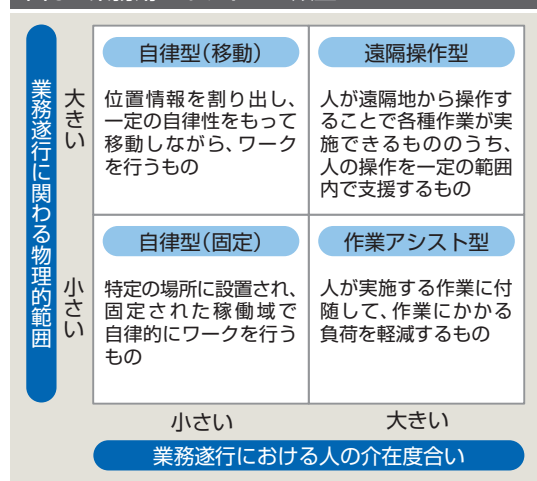 業務遂行に関わる物理的範囲
大きい
自律型(移動)
位置情報を割り出し、
一定の自律性をもって
移動しながら、ワーク
を行うもの
遠隔操作型
人が遠隔地から操作す
ることで各種作業が実
施できるもののうち、
人の操作を一定の範囲
内で支援するもの
小さい
自律型(固定)
特定の場所に設置され、
固定された稼働域で
自律的にワークを行う
もの
作業アシスト型
人が実施する作業に付
随して、作業にかかる
負荷を軽減するもの
小さい
大きい
業務遂行における人の介在度合い